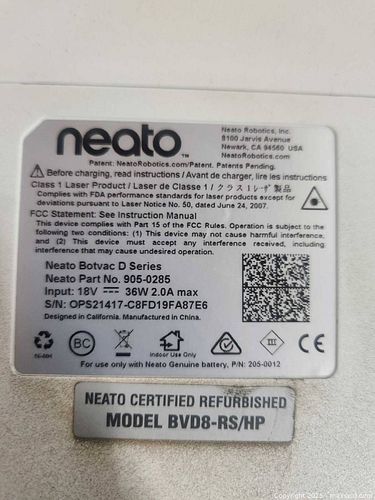 neato™
Neato Robotics, Inc.
8100 Jarvis Avenue
Newark, CA 94560 USA
NeatoRobotics.com
Patent: NeatoRobotics.com/Patent. Patents Pending.
Before charging, read instructions / Avant de charger, lire les instructions
Class 1 Laser Product / Laser de Classe 1 / クラス 1 レーザ 製品
Complies with FDA performance standards for laser products except for
deviations pursuant to Laser Notice No. 50, dated June 24, 2007.
FCC Statement: See Instruction Manual
This device complies with Part 15 of the FCC Rules. Operation is subject to the
following two conditions: (1) This device may not cause harmful interference,
and (2) This device must accept any interference received, including
interference that may cause undesired operation.
Neato Botvac D Series
Neato Part No. 905-0285
Input: 18V ⎓ 36W 2.0A max
S/N: OPS21417-C8FD19FA87E6
Designed in California. Manufactured in China.
BC
Indoor Use Only
III
CE
For use only with Neato Genuine battery, P/N: 205-0012
NEATO CERTIFIED REFURBISHED
MODEL BVD8-RS/HP